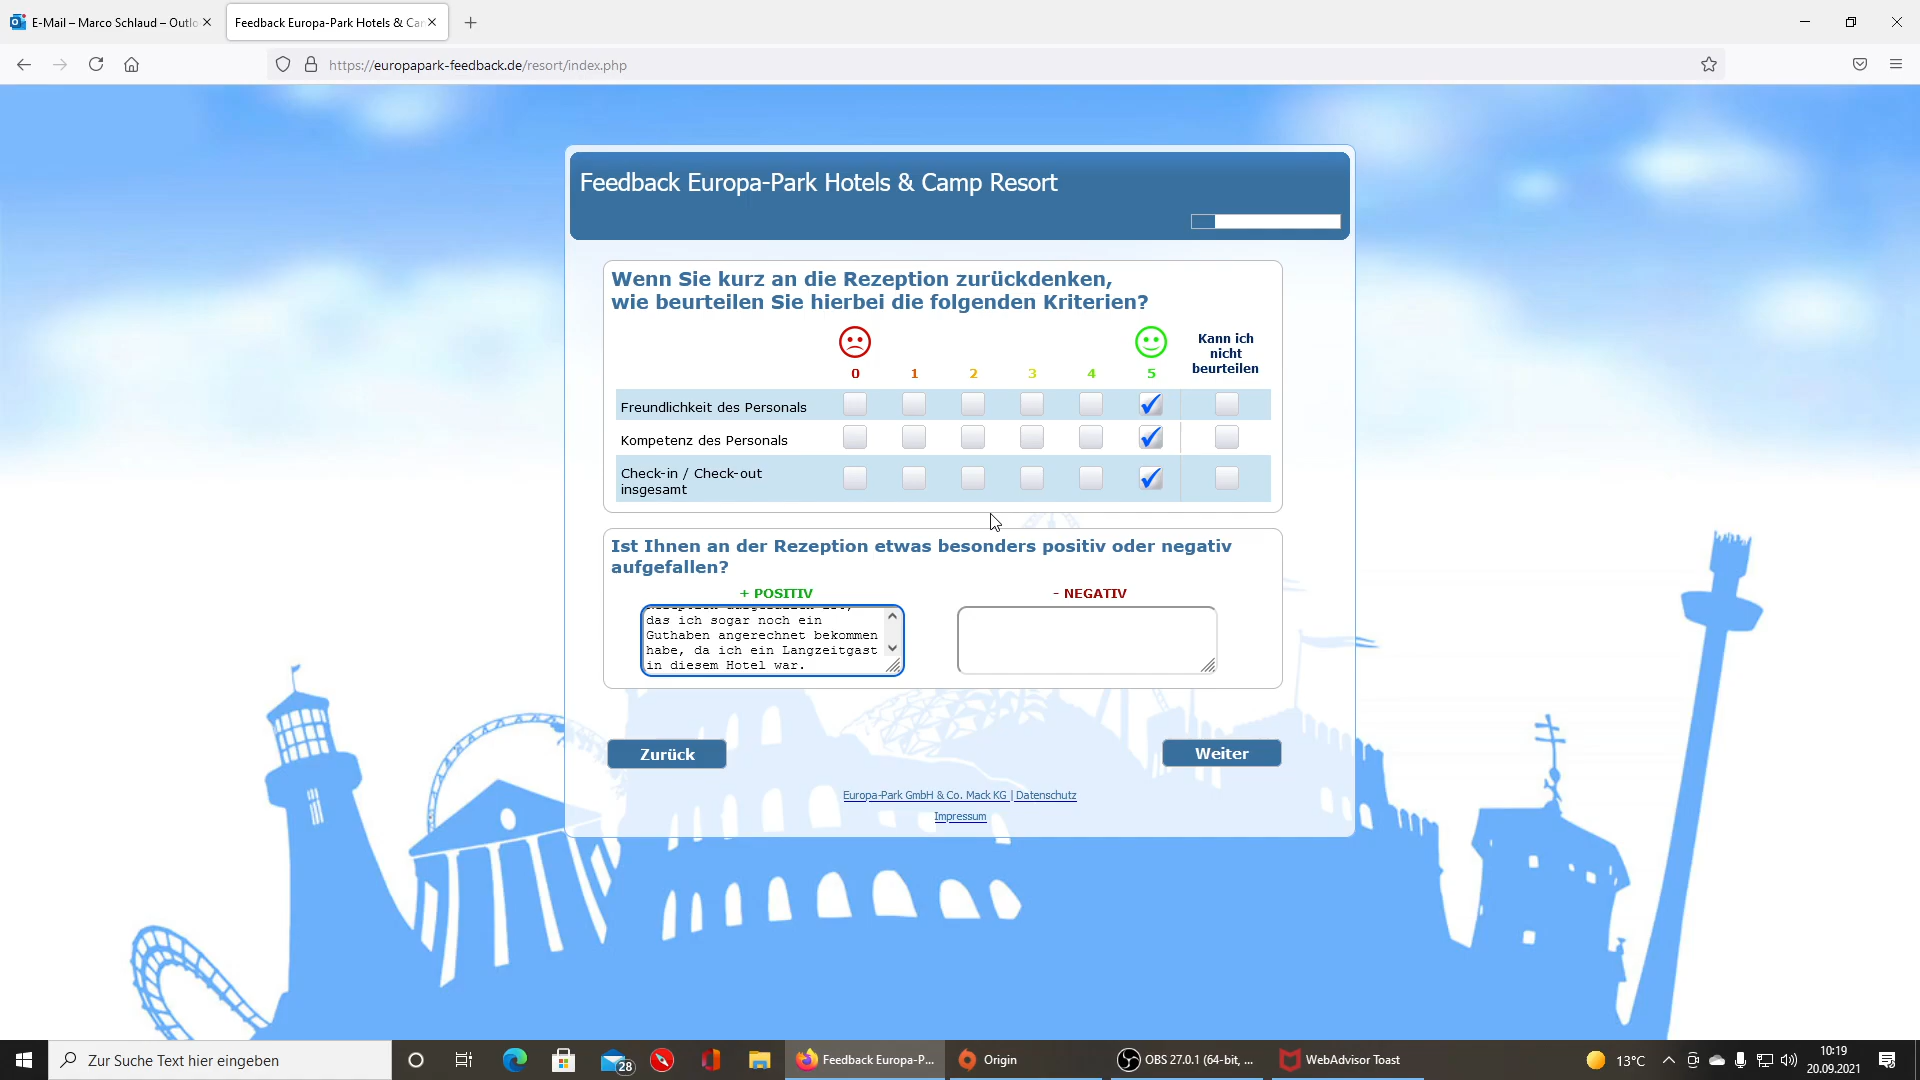 E-Mail – Marco Schlaud – Outlo
Feedback Europa-Park Hotels & Ca
https://europapark-feedback.de/resort/index.php
Feedback Europa-Park Hotels & Camp Resort
Wenn Sie kurz an die Rezeption zurückdenken,
wie beurteilen Sie hierbei die folgenden Kriterien?
Kann ich
nicht
beurteilen
0 1 2 3 4 5
Freundlichkeit des Personals
Kompetenz des Personals
Check-in / Check-out
insgesamt
Ist Ihnen an der Rezeption etwas besonders positiv oder negativ
aufgefallen?
+ POSITIV
- NEGATIV
das ich sogar noch ein
Guthaben angerechnet bekommen
habe, da ich ein Langzeitgast
in diesem Hotel war.
Zurück
Weiter
Europa-Park GmbH & Co. Mack KG | Datenschutz
Impressum
Zur Suche Text hier eingeben
28
Feedback Europa-P...
Origin
OBS 27.0.1 (64-bit, ...
WebAdvisor Toast
13°C
10:19
20.09.2021